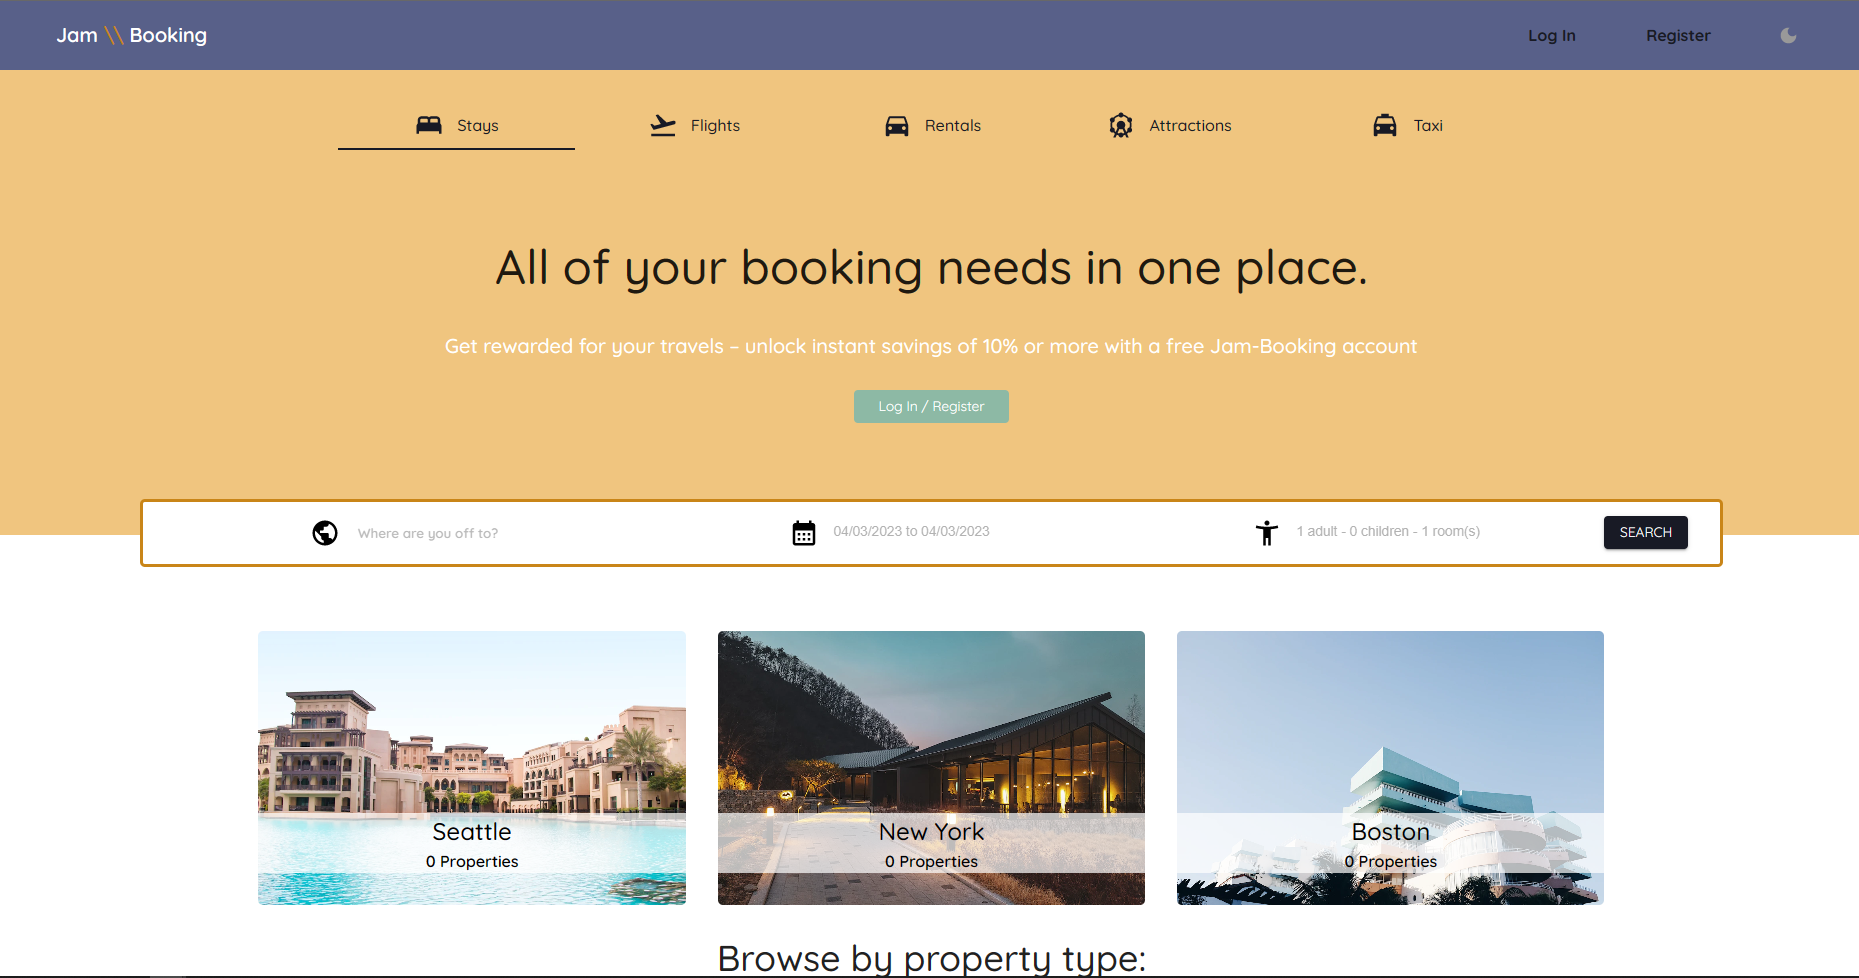 Jam \\ Booking
Log In
Register
Stays
Flights
Rentals
Attractions
Taxi
All of your booking needs in one place.
Get rewarded for your travels – unlock instant savings of 10% or more with a free Jam-Booking account
Log In / Register
Where are you off to?
04/03/2023 to 04/03/2023
1 adult - 0 children - 1 room(s)
SEARCH
Seattle
0 Properties
New York
0 Properties
Boston
0 Properties
Browse by property type: